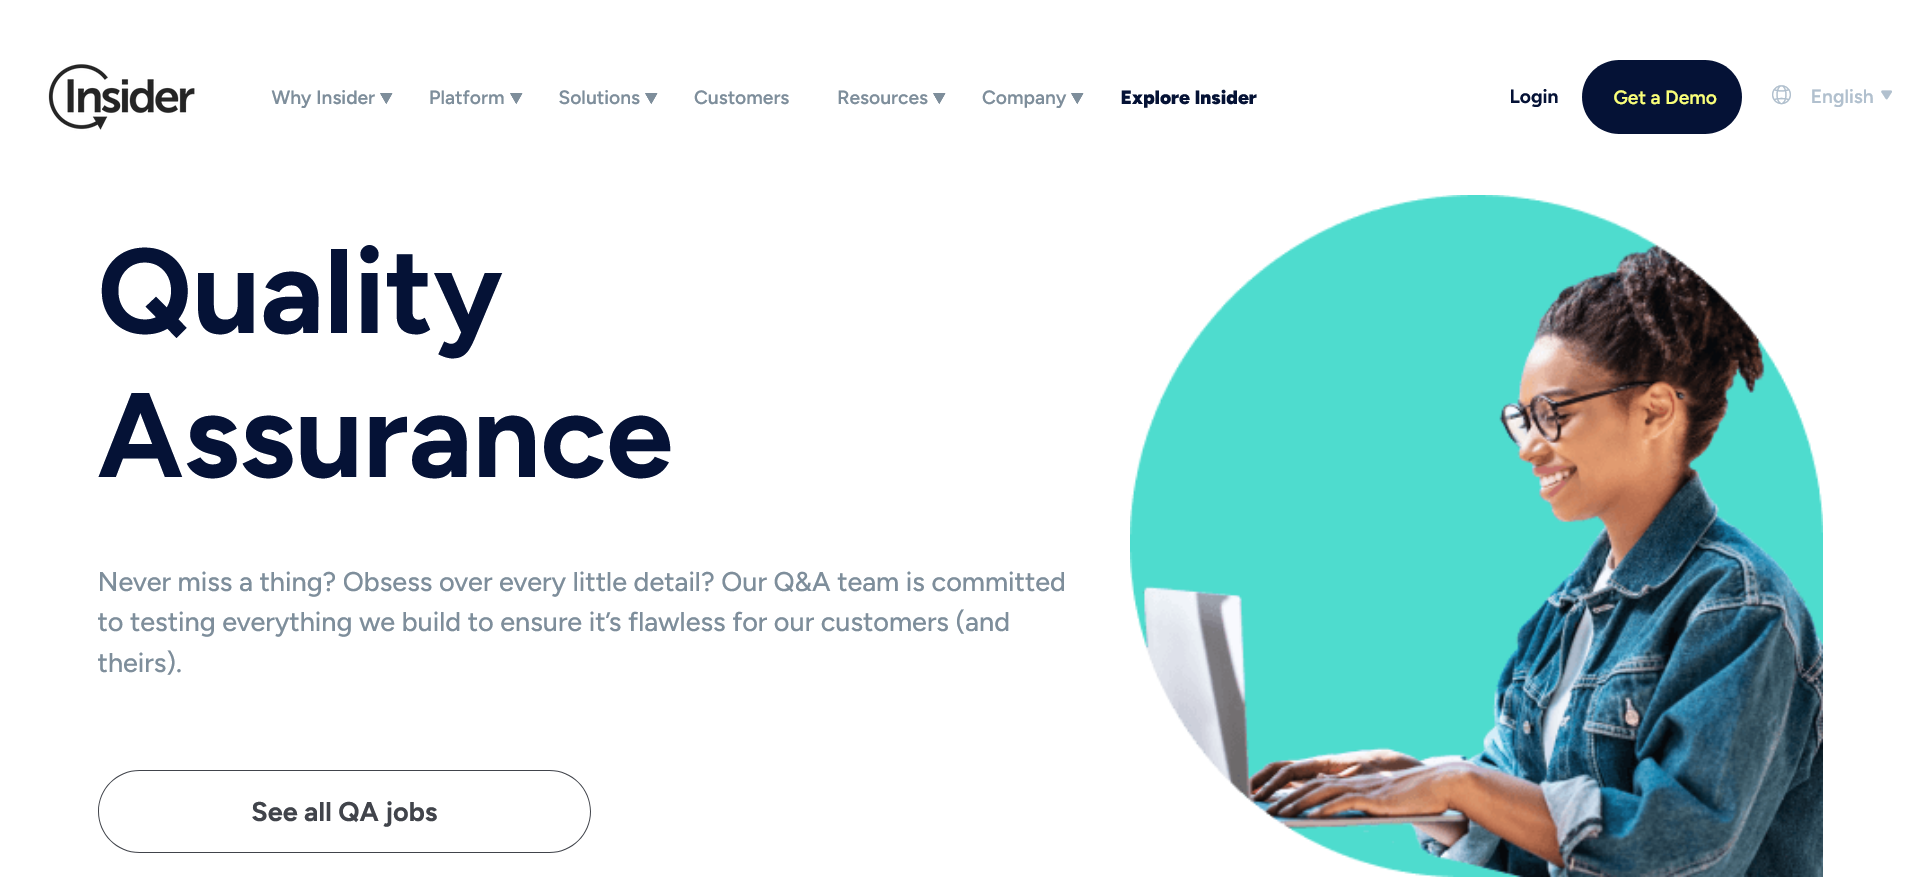 Insider
Why Insider
Platform
Solutions
Customers
Resources
Company
Explore Insider
Login
Get a Demo
English
Quality
Assurance
Never miss a thing? Obsess over every little detail? Our Q&A team is committed
to testing everything we build to ensure it’s flawless for our customers (and
theirs).
See all QA jobs